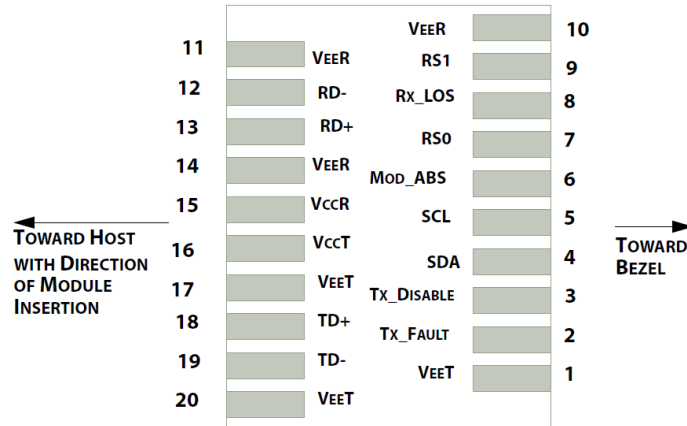 11 VEER
12 RD-
13 RD+
14 VEER
15 VCCR
16 VCCT
17 VEET
18 TD+
19 TD-
20 VEET
VEER 10
RS1 9
RX_LOS 8
RS0 7
MOD_ABS 6
SCL 5
SDA 4
TX_DISABLE 3
TX_FAULT 2
VEET 1
TOWARD HOST
WITH DIRECTION
OF MODULE
INSERTION
TOWARD
BEZEL